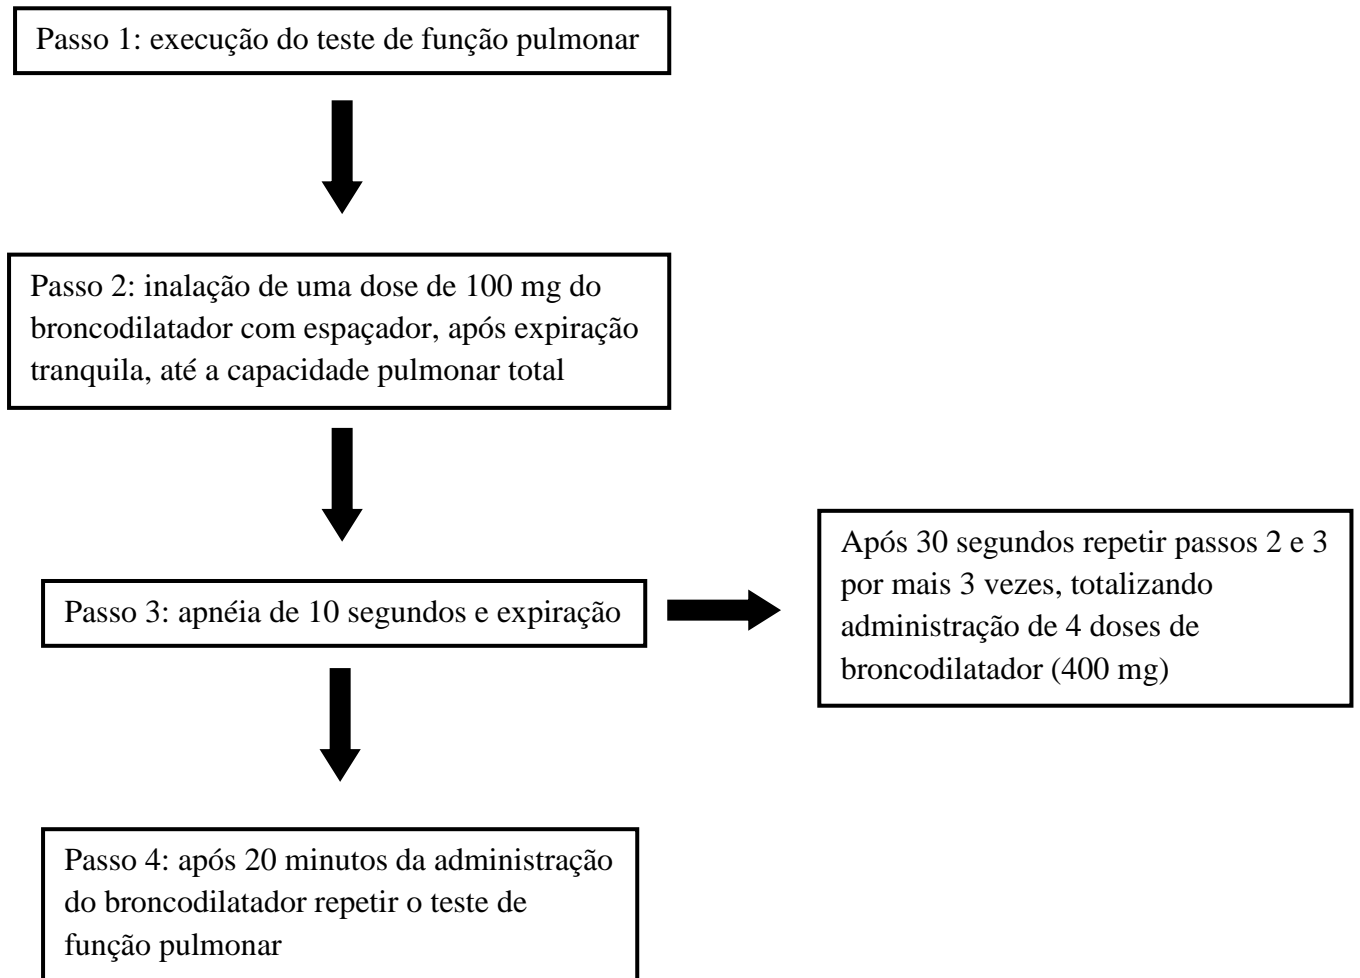 Passo 1: execução do teste de função pulmonar
Passo 2: inalação de uma dose de 100 mg do
broncodilatador com espaçador, após expiração
tranquila, até a capacidade pulmonar total
Passo 3: apnéia de 10 segundos e expiração
Após 30 segundos repetir passos 2 e 3
por mais 3 vezes, totalizando
administração de 4 doses de
broncodilatador (400 mg)
Passo 4: após 20 minutos da administração
do broncodilatador repetir o teste de
função pulmonar